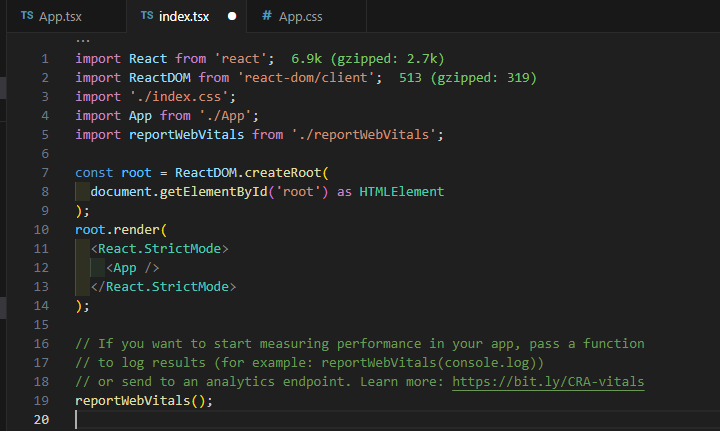 TS App.tsx TS index.tsx # App.css
...
1 import React from 'react'; 6.9k (gzipped: 2.7k)
2 import ReactDOM from 'react-dom/client'; 513 (gzipped: 319)
3 import './index.css';
4 import App from './App';
5 import reportWebVitals from './reportWebVitals';
6
7 const root = ReactDOM.createRoot(
8   document.getElementById('root') as HTMLElement
9 );
10 root.render(
11   <React.StrictMode>
12     <App />
13   </React.StrictMode>
14 );
15
16 // If you want to start measuring performance in your app, pass a function
17 // to log results (for example: reportWebVitals(console.log))
18 // or send to an analytics endpoint. Learn more: https://bit.ly/CRA-vitals
19 reportWebVitals();
20